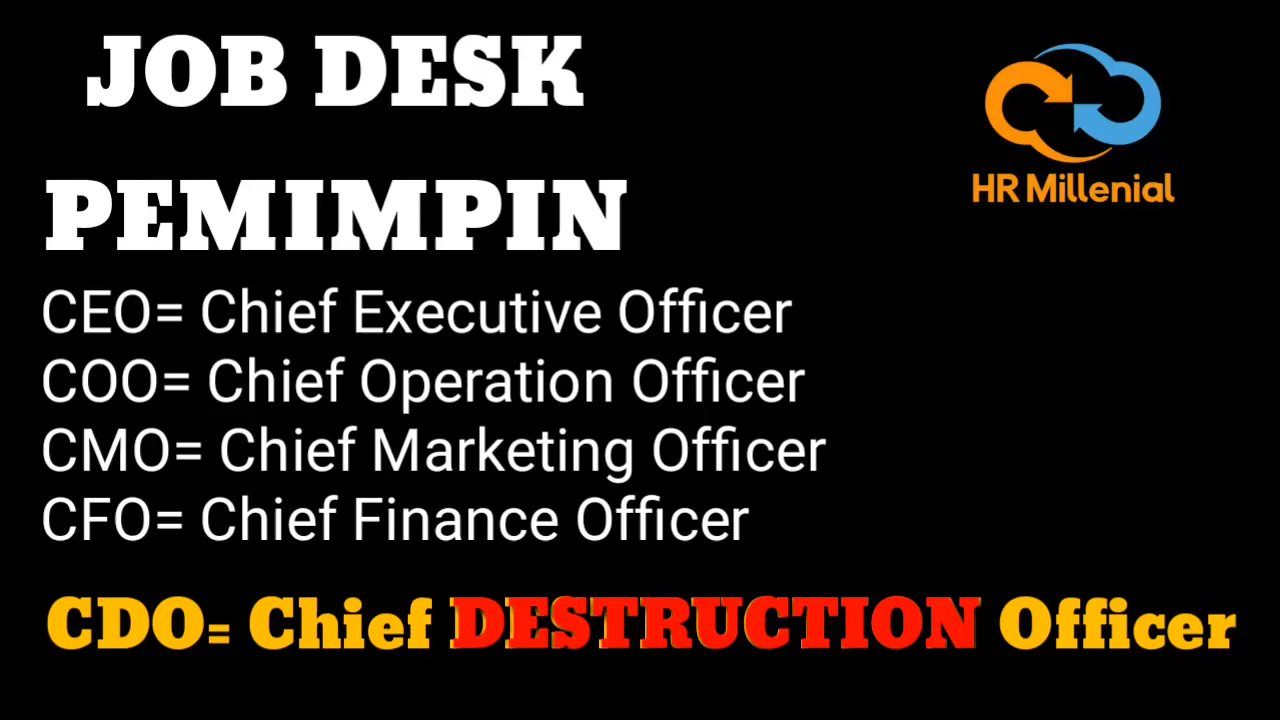 JOB DESK
PEMIMPIN
HR Millenial
CEO= Chief Executive Officer
COO= Chief Operation Officer
CMO= Chief Marketing Officer
CFO= Chief Finance Officer
CDO= Chief DESTRUCTION Officer